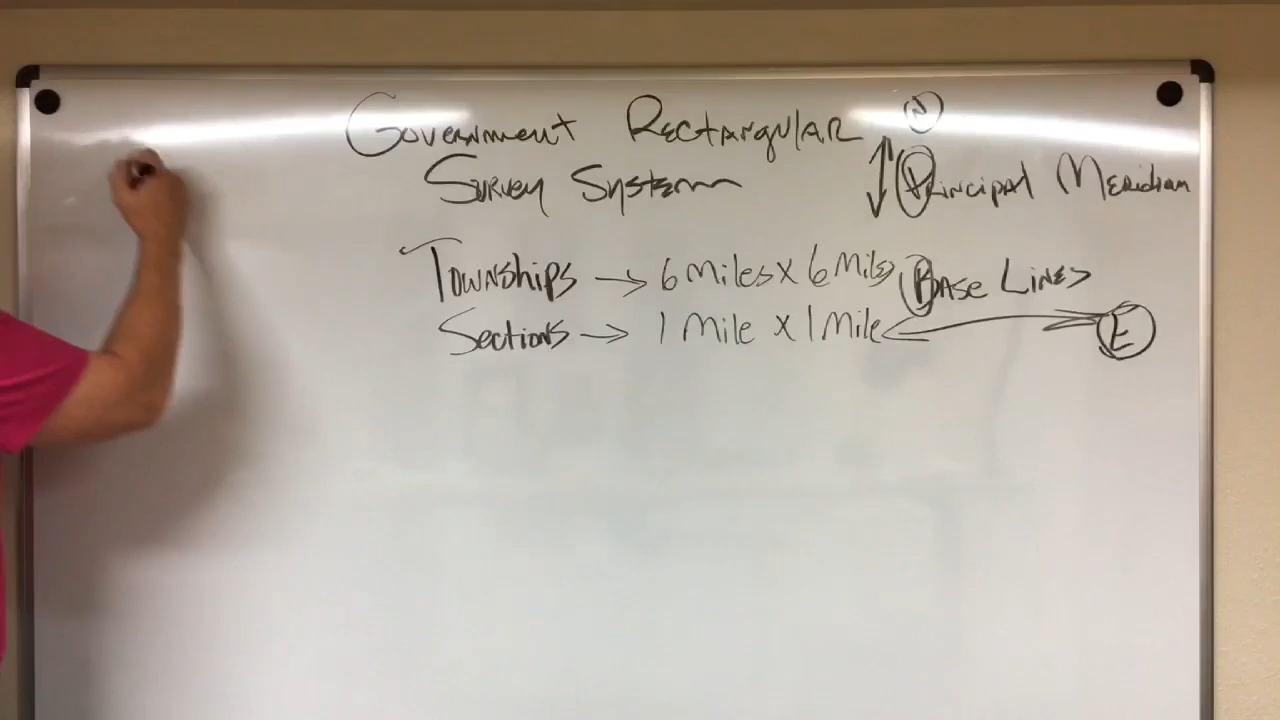 Government Rectangular
Survey System
N
Principal Meridian
Townships → 6 Miles x 6 Miles
Base Lines
Sections → 1 Mile x 1 Mile
E